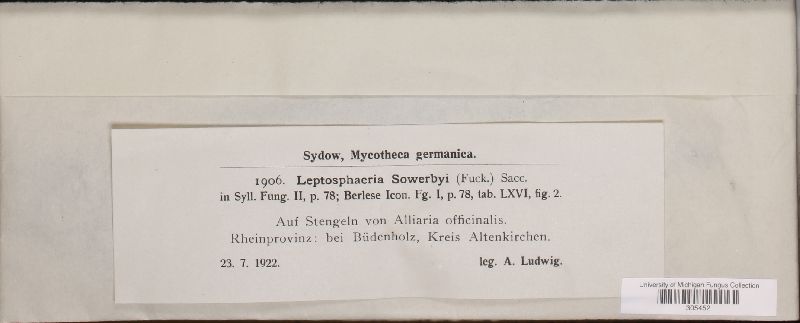 Sydow, Mycotheca germanica.
1906. Leptosphaeria Sowerbyi (Fuck.) Sacc.
in Syll. Fung. II, p. 78; Berlese Icon. Fg. I, p. 78, tab. LXVI, fig. 2.
Auf Stengeln von Alliaria officinalis.
Rheinprovinz: bei Büdenholz, Kreis Altenkirchen.
23. 7. 1922. leg. A. Ludwig.
University of Michigan Fungus Collection
305452